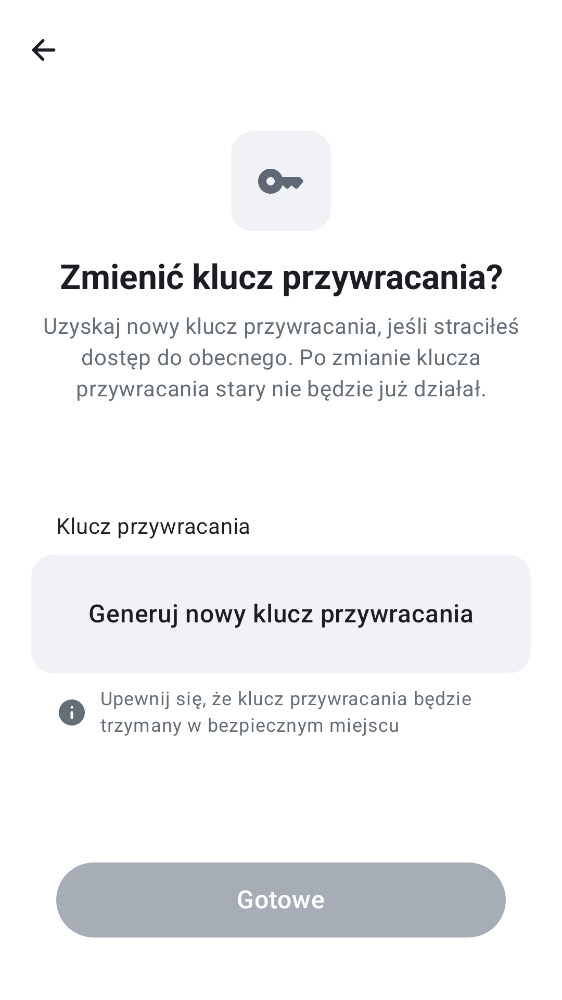 Zmienić klucz przywracania?
Uzyskaj nowy klucz przywracania, jeśli straciłeś
dostęp do obecnego. Po zmianie klucza
przywracania stary nie będzie już działał.
Klucz przywracania
Generuj nowy klucz przywracania
Upewnij się, że klucz przywracania będzie
trzymany w bezpiecznym miejscu
Gotowe